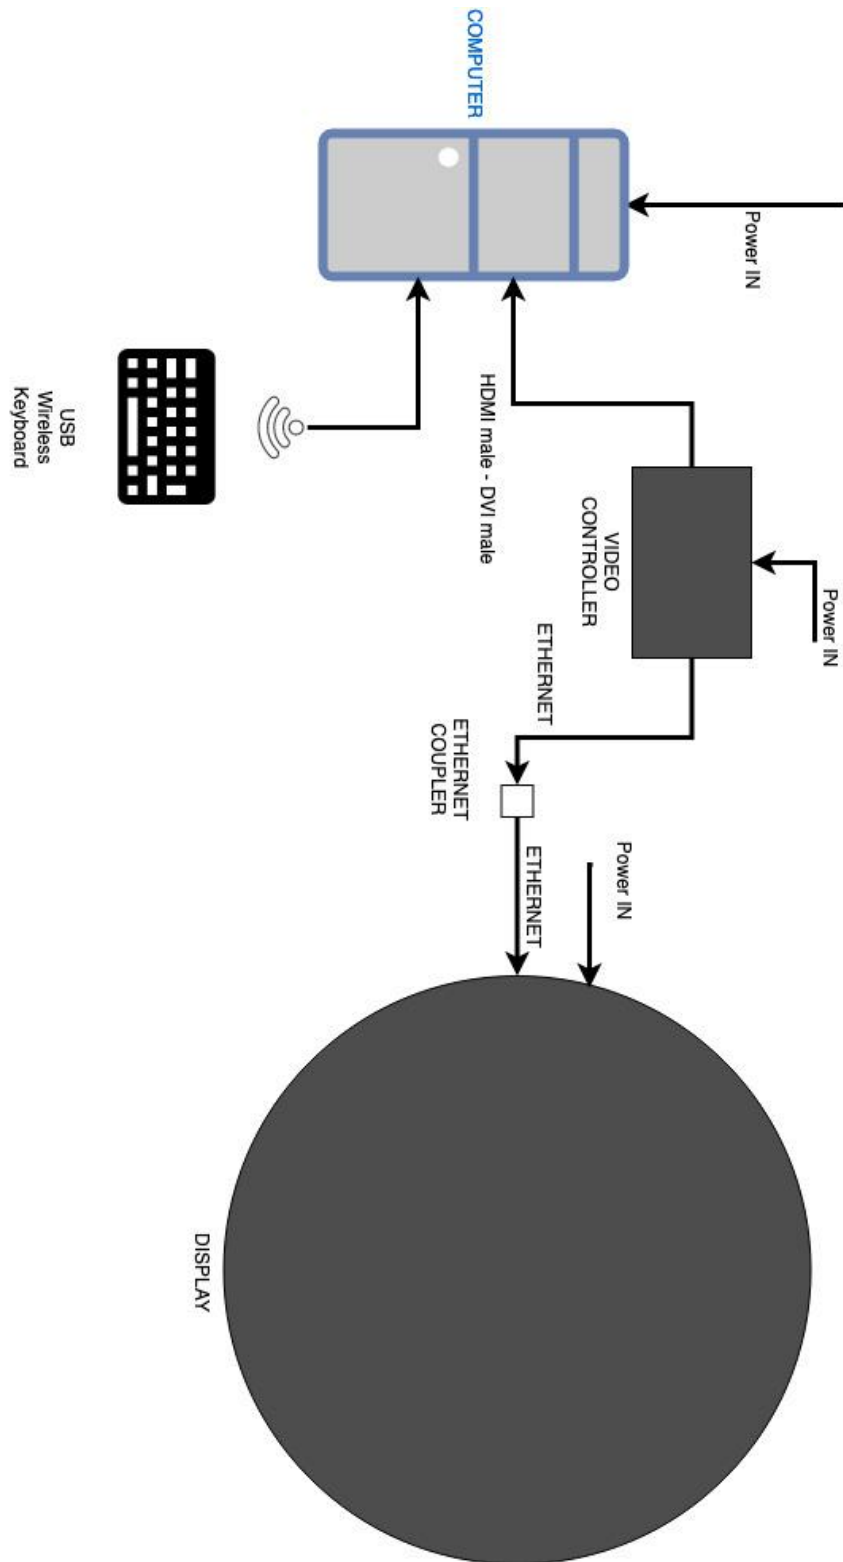 COMPUTER
Power IN
HDMI male - DVI male
USB
Wireless
Keyboard
VIDEO
CONTROLLER
Power IN
ETHERNET
ETHERNET
COUPLER
ETHERNET
Power IN
DISPLAY